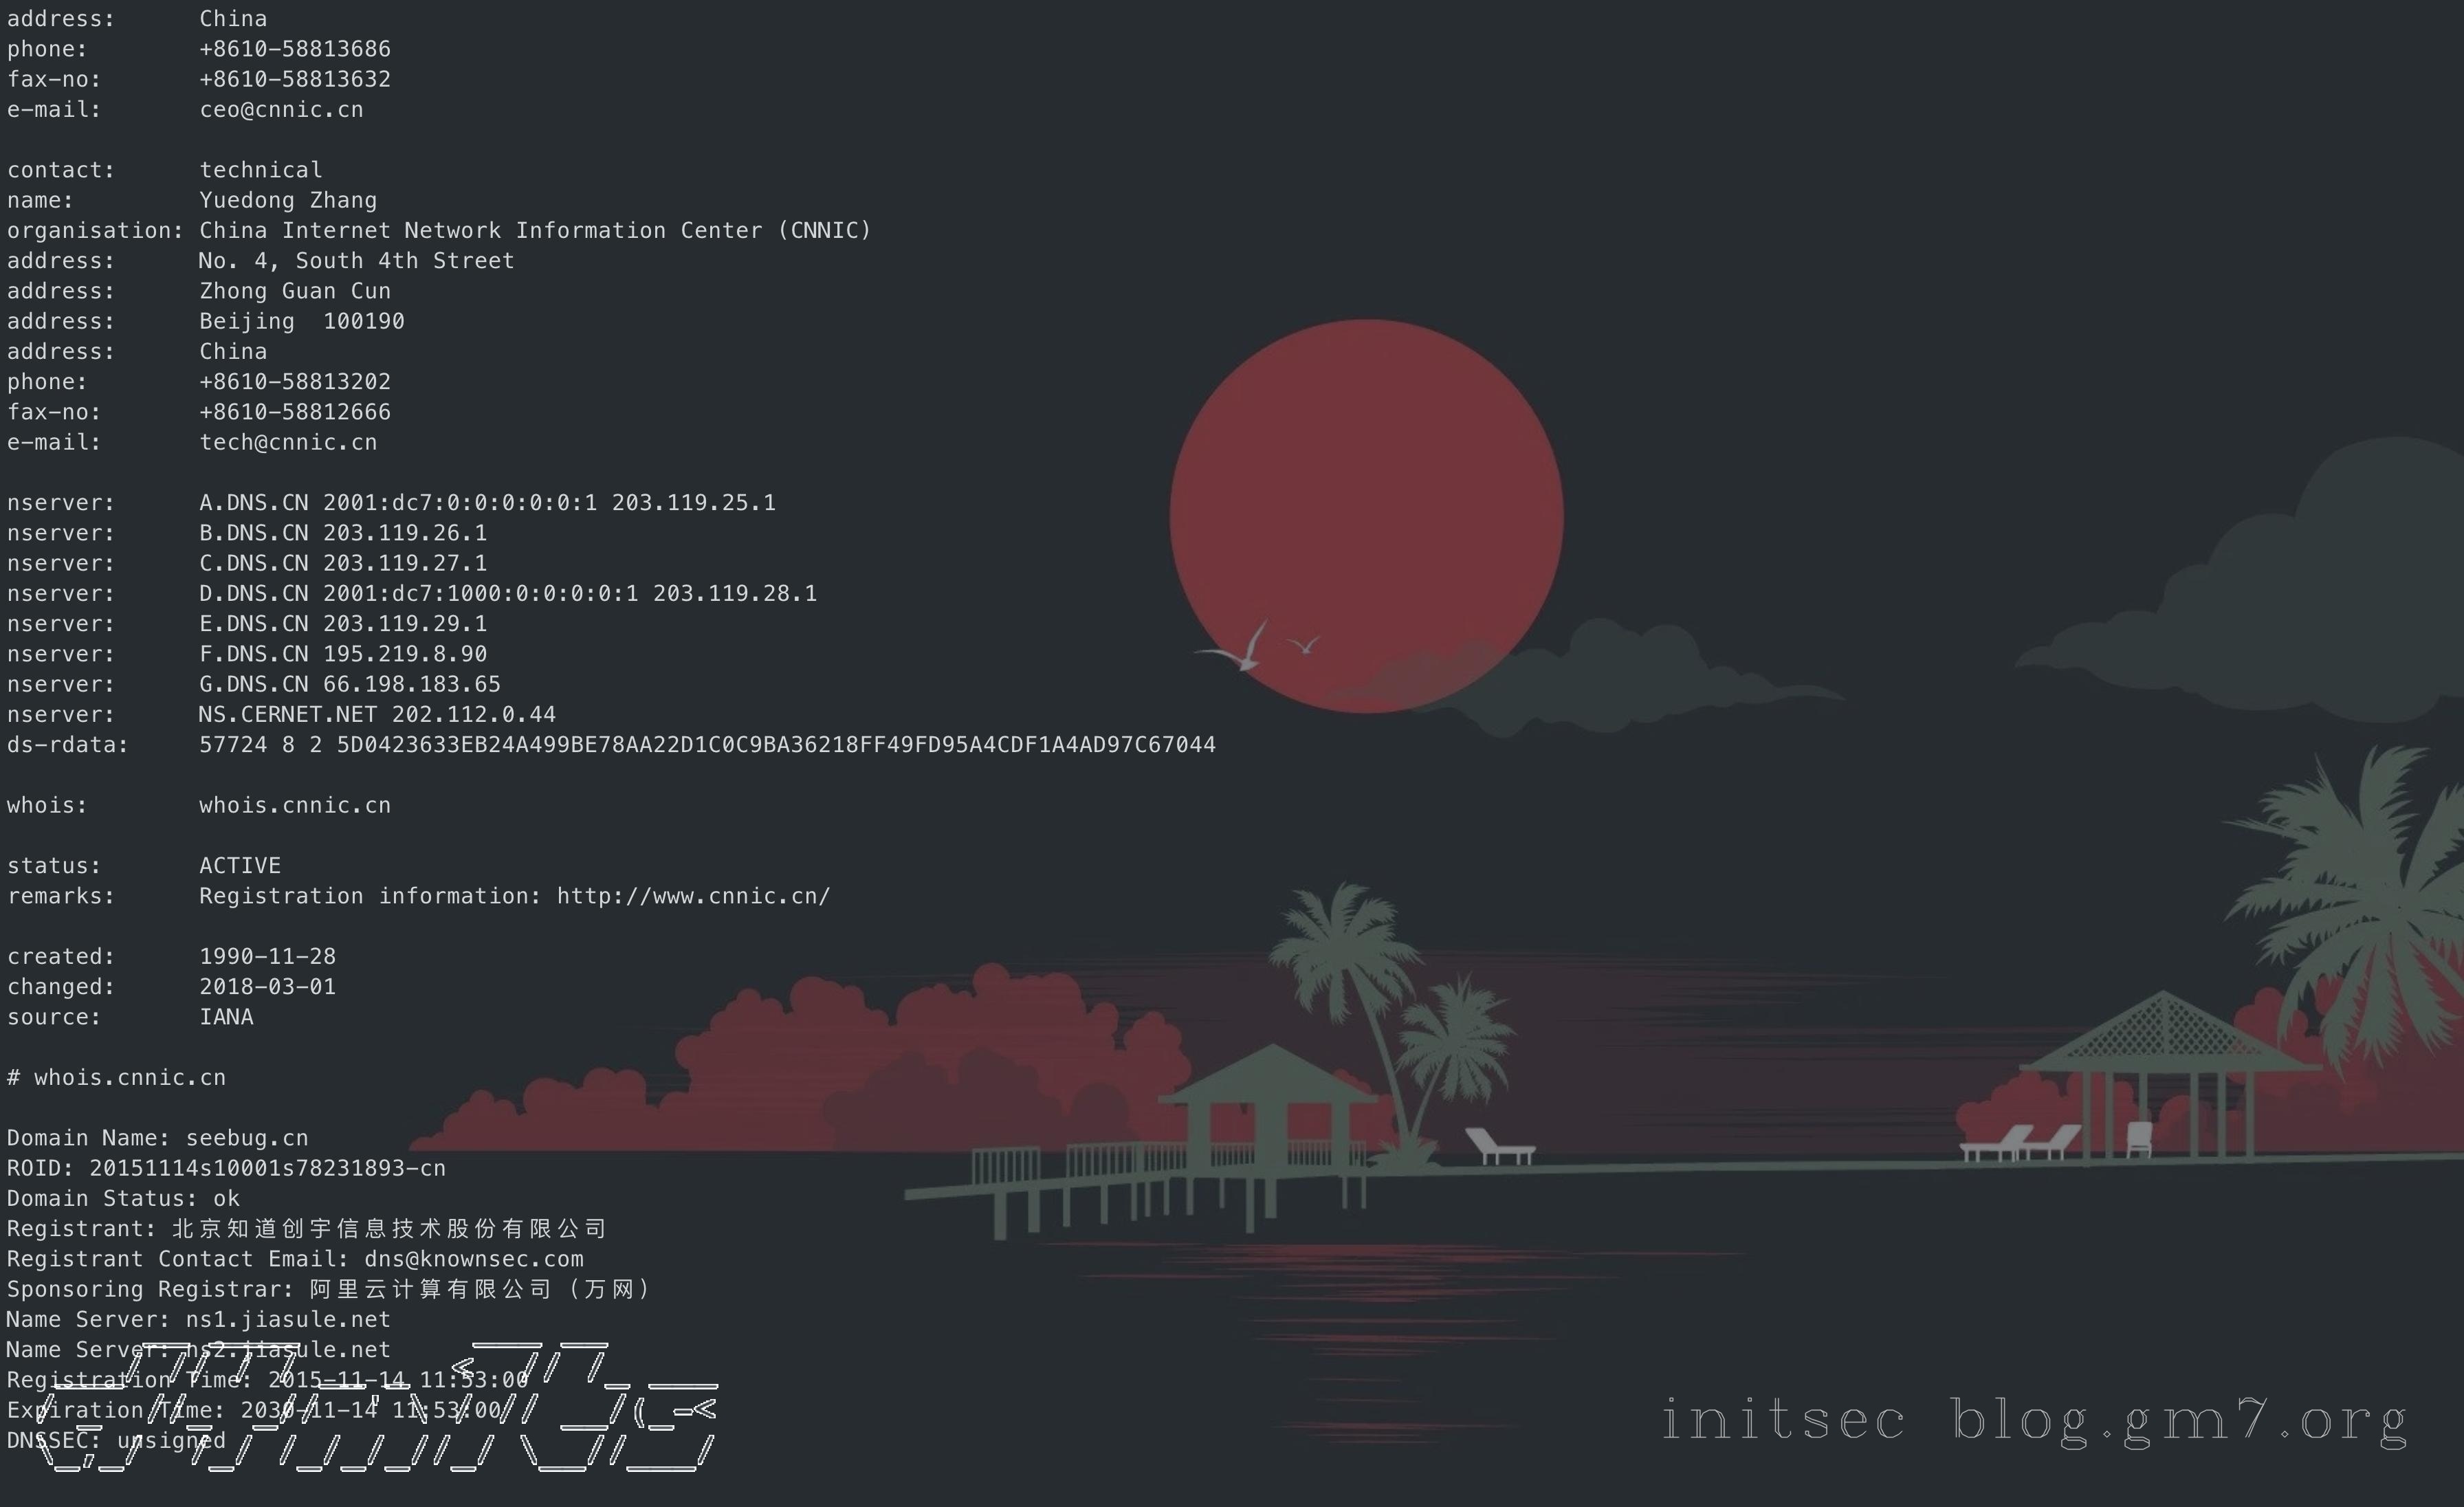 address:      China
phone:        +8610-58813686
fax-no:       +8610-58813632
e-mail:       ceo@cnnic.cn
contact:      technical
name:         Yuedong Zhang
organisation: China Internet Network Information Center (CNNIC)
address:      No. 4, South 4th Street
address:      Zhong Guan Cun
address:      Beijing  100190
address:      China
phone:        +8610-58813202
fax-no:       +8610-58812666
e-mail:       tech@cnnic.cn
nserver:      A.DNS.CN 2001:dc7:0:0:0:0:0:1 203.119.25.1
nserver:      B.DNS.CN 203.119.26.1
nserver:      C.DNS.CN 203.119.27.1
nserver:      D.DNS.CN 2001:dc7:1000:0:0:0:0:1 203.119.28.1
nserver:      E.DNS.CN 203.119.29.1
nserver:      F.DNS.CN 195.219.8.90
nserver:      G.DNS.CN 66.198.183.65
nserver:      NS.CERNET.NET 202.112.0.44
ds-rdata:     57724 8 2 5D0423633EB24A499BE78AA22D1C0C9BA36218FF49FD95A4CDF1A4AD97C67044
whois:        whois.cnnic.cn
status:       ACTIVE
remarks:      Registration information: http://www.cnnic.cn/
created:      1990-11-28
changed:      2018-03-01
source:       IANA
# whois.cnnic.cn
Domain Name: seebug.cn
ROID: 20151114s10001s78231893-cn
Domain Status: ok
Registrant: 北京知道创宇信息技术股份有限公司
Registrant Contact Email: dns@knownsec.com
Sponsoring Registrar: 阿里云计算有限公司（万网）
Name Server: ns1.jiasule.net
Name Server: ns2.jiasule.net
Registration Time: 2015-11-14 11:53:00
Expiration Time: 2030-11-14 11:53:00
DNSSEC: unsigned
initsec blog.gm7.org